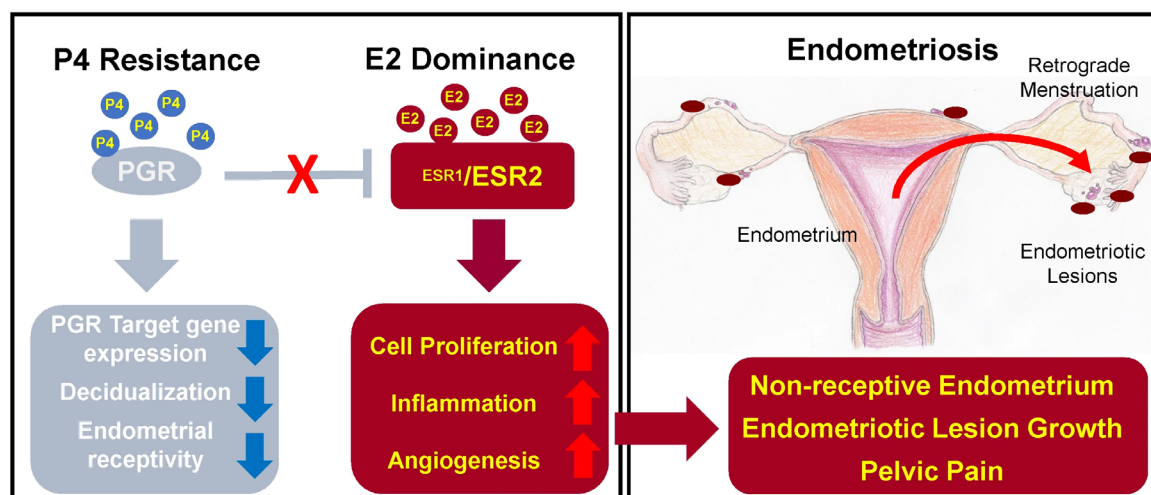 P4 Resistance
P4
P4
P4
P4
P4
PGR
X
E2 Dominance
E2
E2
E2
E2
E2
E2
ESR1/ESR2
PGR Target gene
expression
Decidualization
Endometrial
receptivity
Cell Proliferation
Inflammation
Angiogenesis
Endometriosis
Retrograde
Menstruation
Endometrium
Endometriotic
Lesions
Non-receptive Endometrium
Endometriotic Lesion Growth
Pelvic Pain